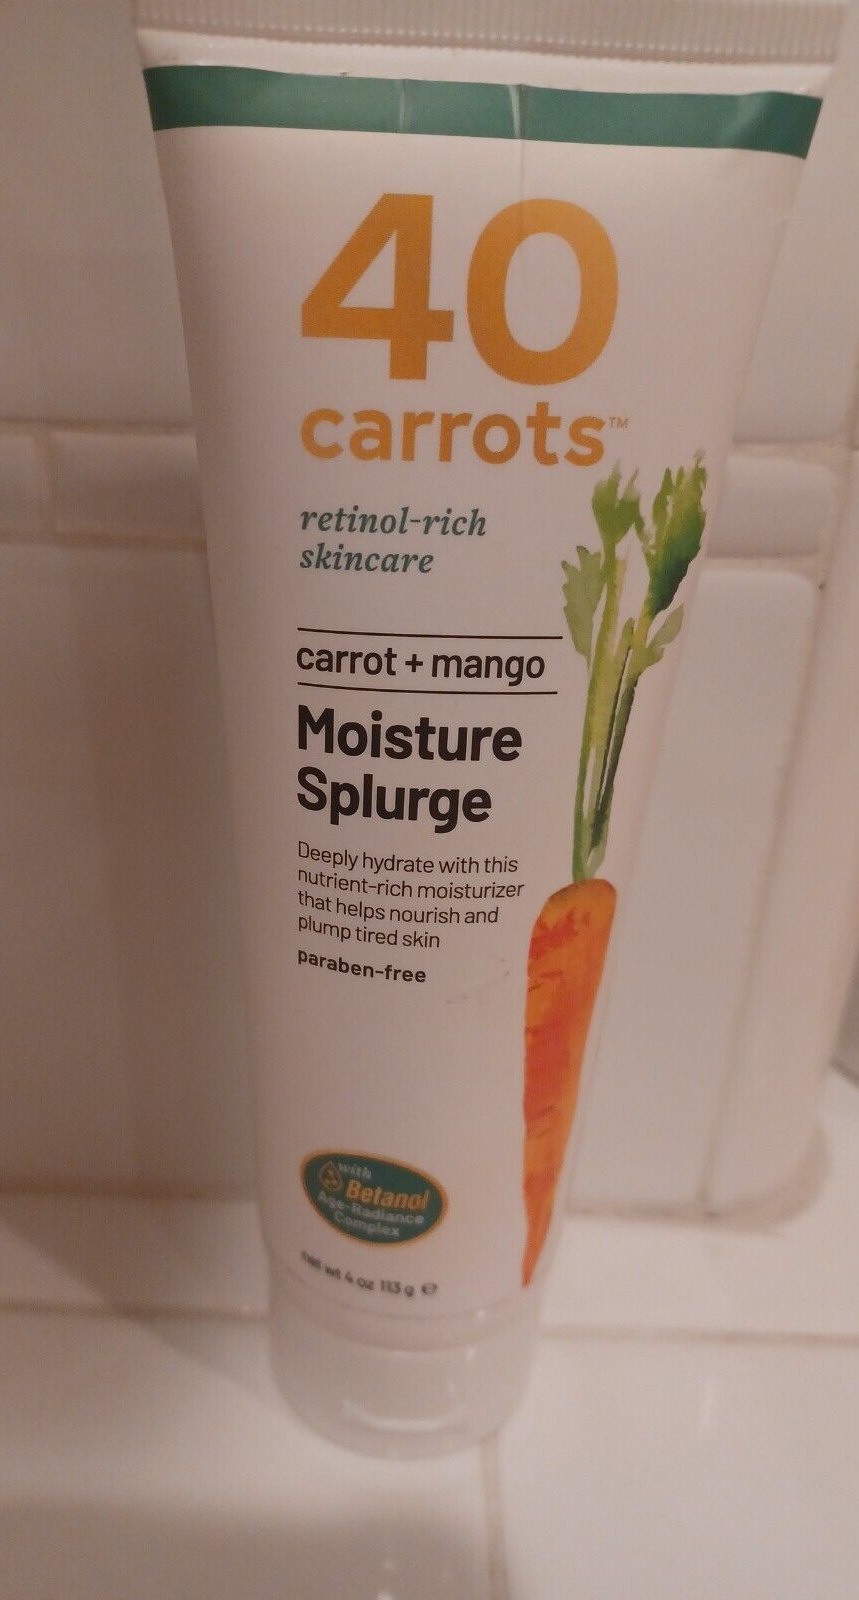 40
carrots™
retinol-rich
skincare
carrot + mango
Moisture
Splurge
Deeply hydrate with this
nutrient-rich moisturizer
that helps nourish and
plump tired skin
paraben-free
with
Betanol
Age-Radiance
Complex
net wt 4 oz 113 g ℮